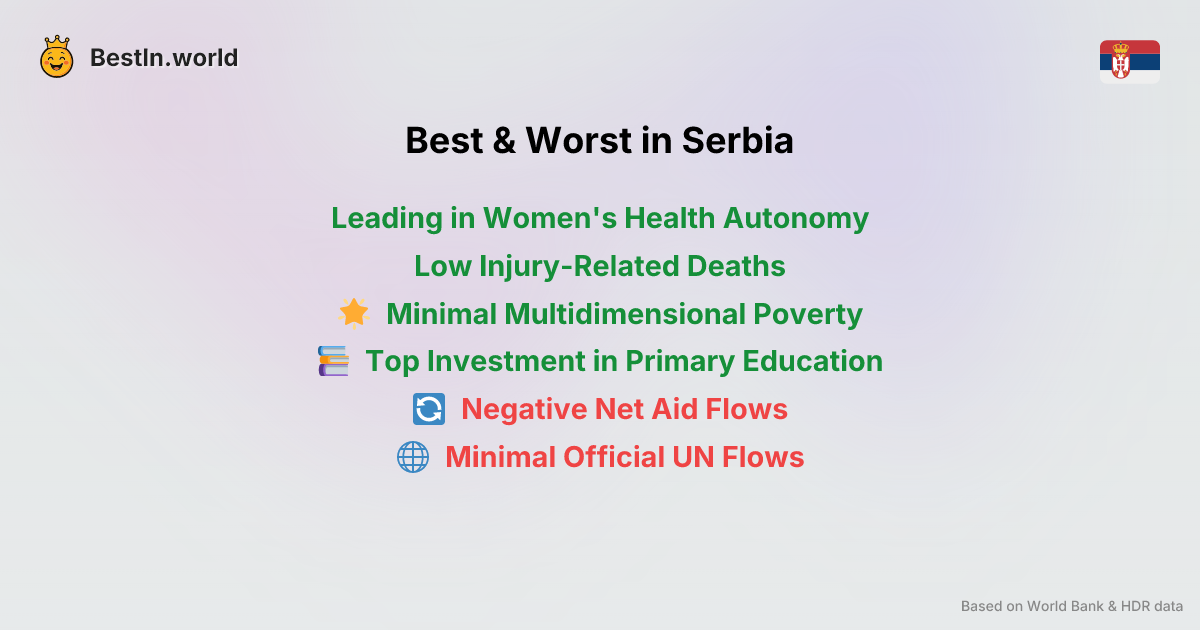 BestIn.world
Best & Worst in Serbia
Leading in Women's Health Autonomy
Low Injury-Related Deaths
Minimal Multidimensional Poverty
Top Investment in Primary Education
Negative Net Aid Flows
Minimal Official UN Flows
Based on World Bank & HDR data